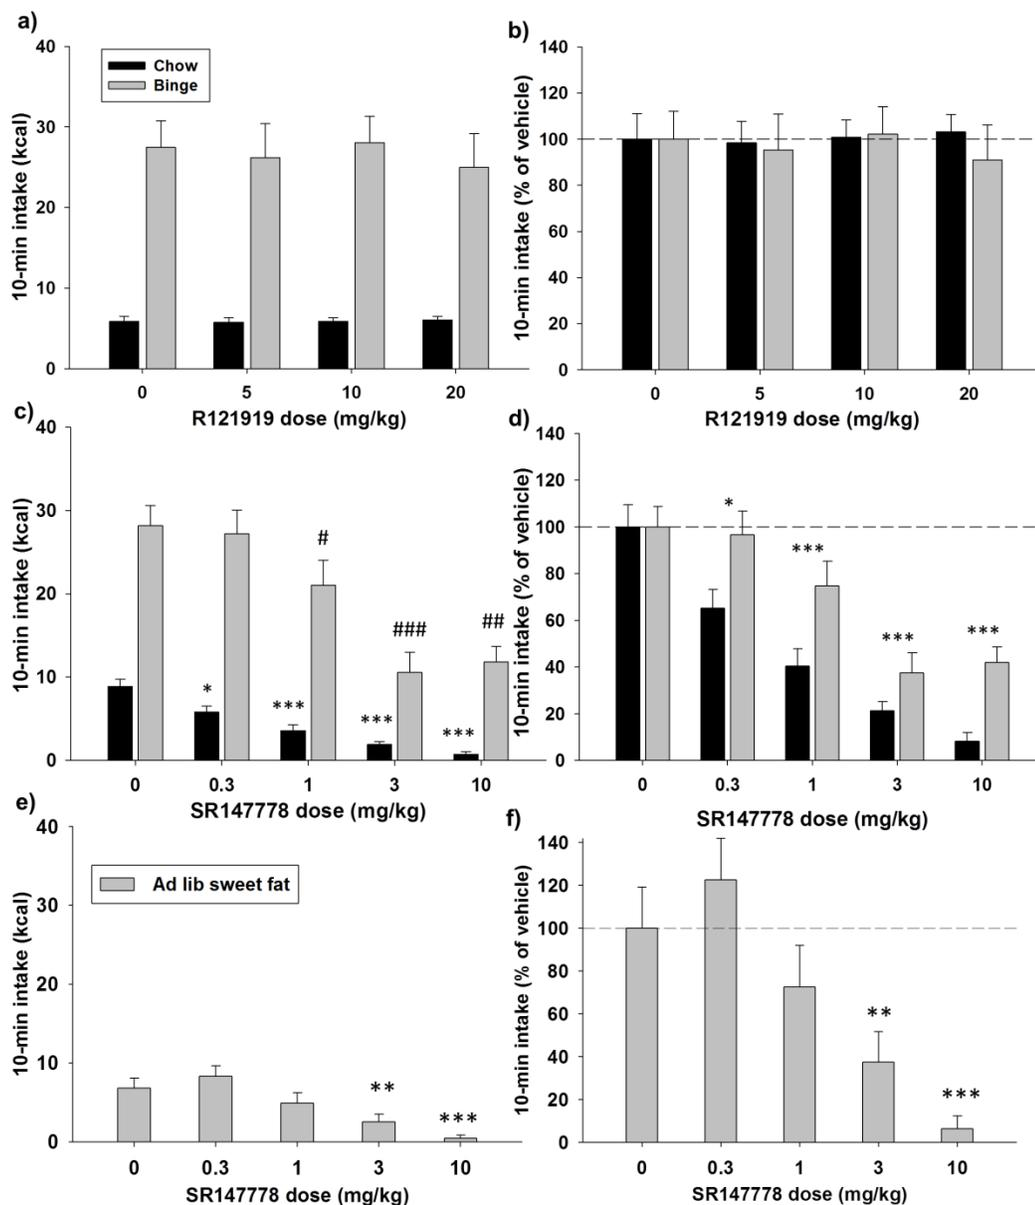 a)
10-min intake (kcal)
40
30
20
10
0
Chow
Binge
0 5 10 20
R121919 dose (mg/kg)
b)
10-min intake (% of vehicle)
140
120
100
80
60
40
20
0
0 5 10 20
R121919 dose (mg/kg)
c)
10-min intake (kcal)
40
30
20
10
0
#
###
##
*
***
***
***
0 0.3 1 3 10
SR147778 dose (mg/kg)
d)
10-min intake (% of vehicle)
140
120
100
80
60
40
20
0
*
***
***
***
0 0.3 1 3 10
SR147778 dose (mg/kg)
e)
10-min intake (kcal)
40
30
20
10
0
Ad lib sweet fat
**
***
0 0.3 1 3 10
SR147778 dose (mg/kg)
f)
10-min intake (% of vehicle)
140
120
100
80
60
40
20
0
**
***
0 0.3 1 3 10
SR147778 dose (mg/kg)